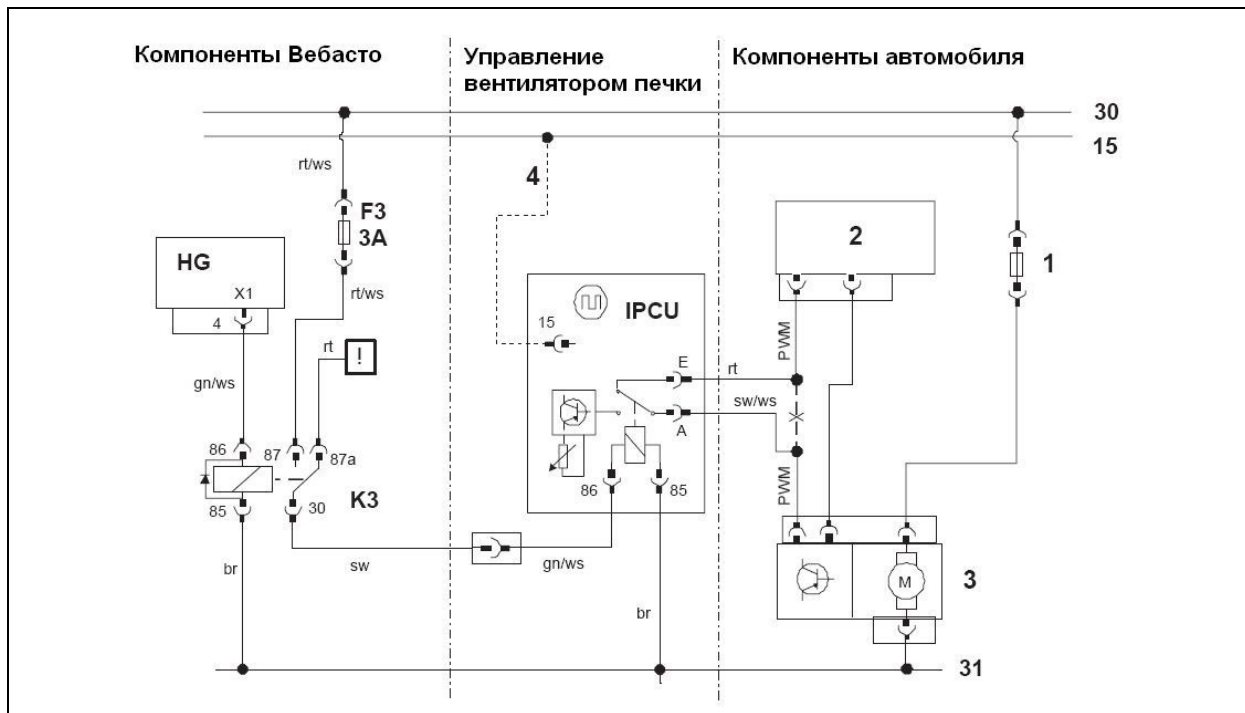 Компоненты Вебасто
Управление
вентилятором печки
Компоненты автомобиля
30
15
rt/ws
4
F3
3A
2
1
HG
X1
4
rt/ws
IPCU
15
rt
!
PWM
E
rt
gn/ws
sw/ws
A
86
87
87a
86
85
85
30
K3
PWM
sw
gn/ws
br
M
3
br
31